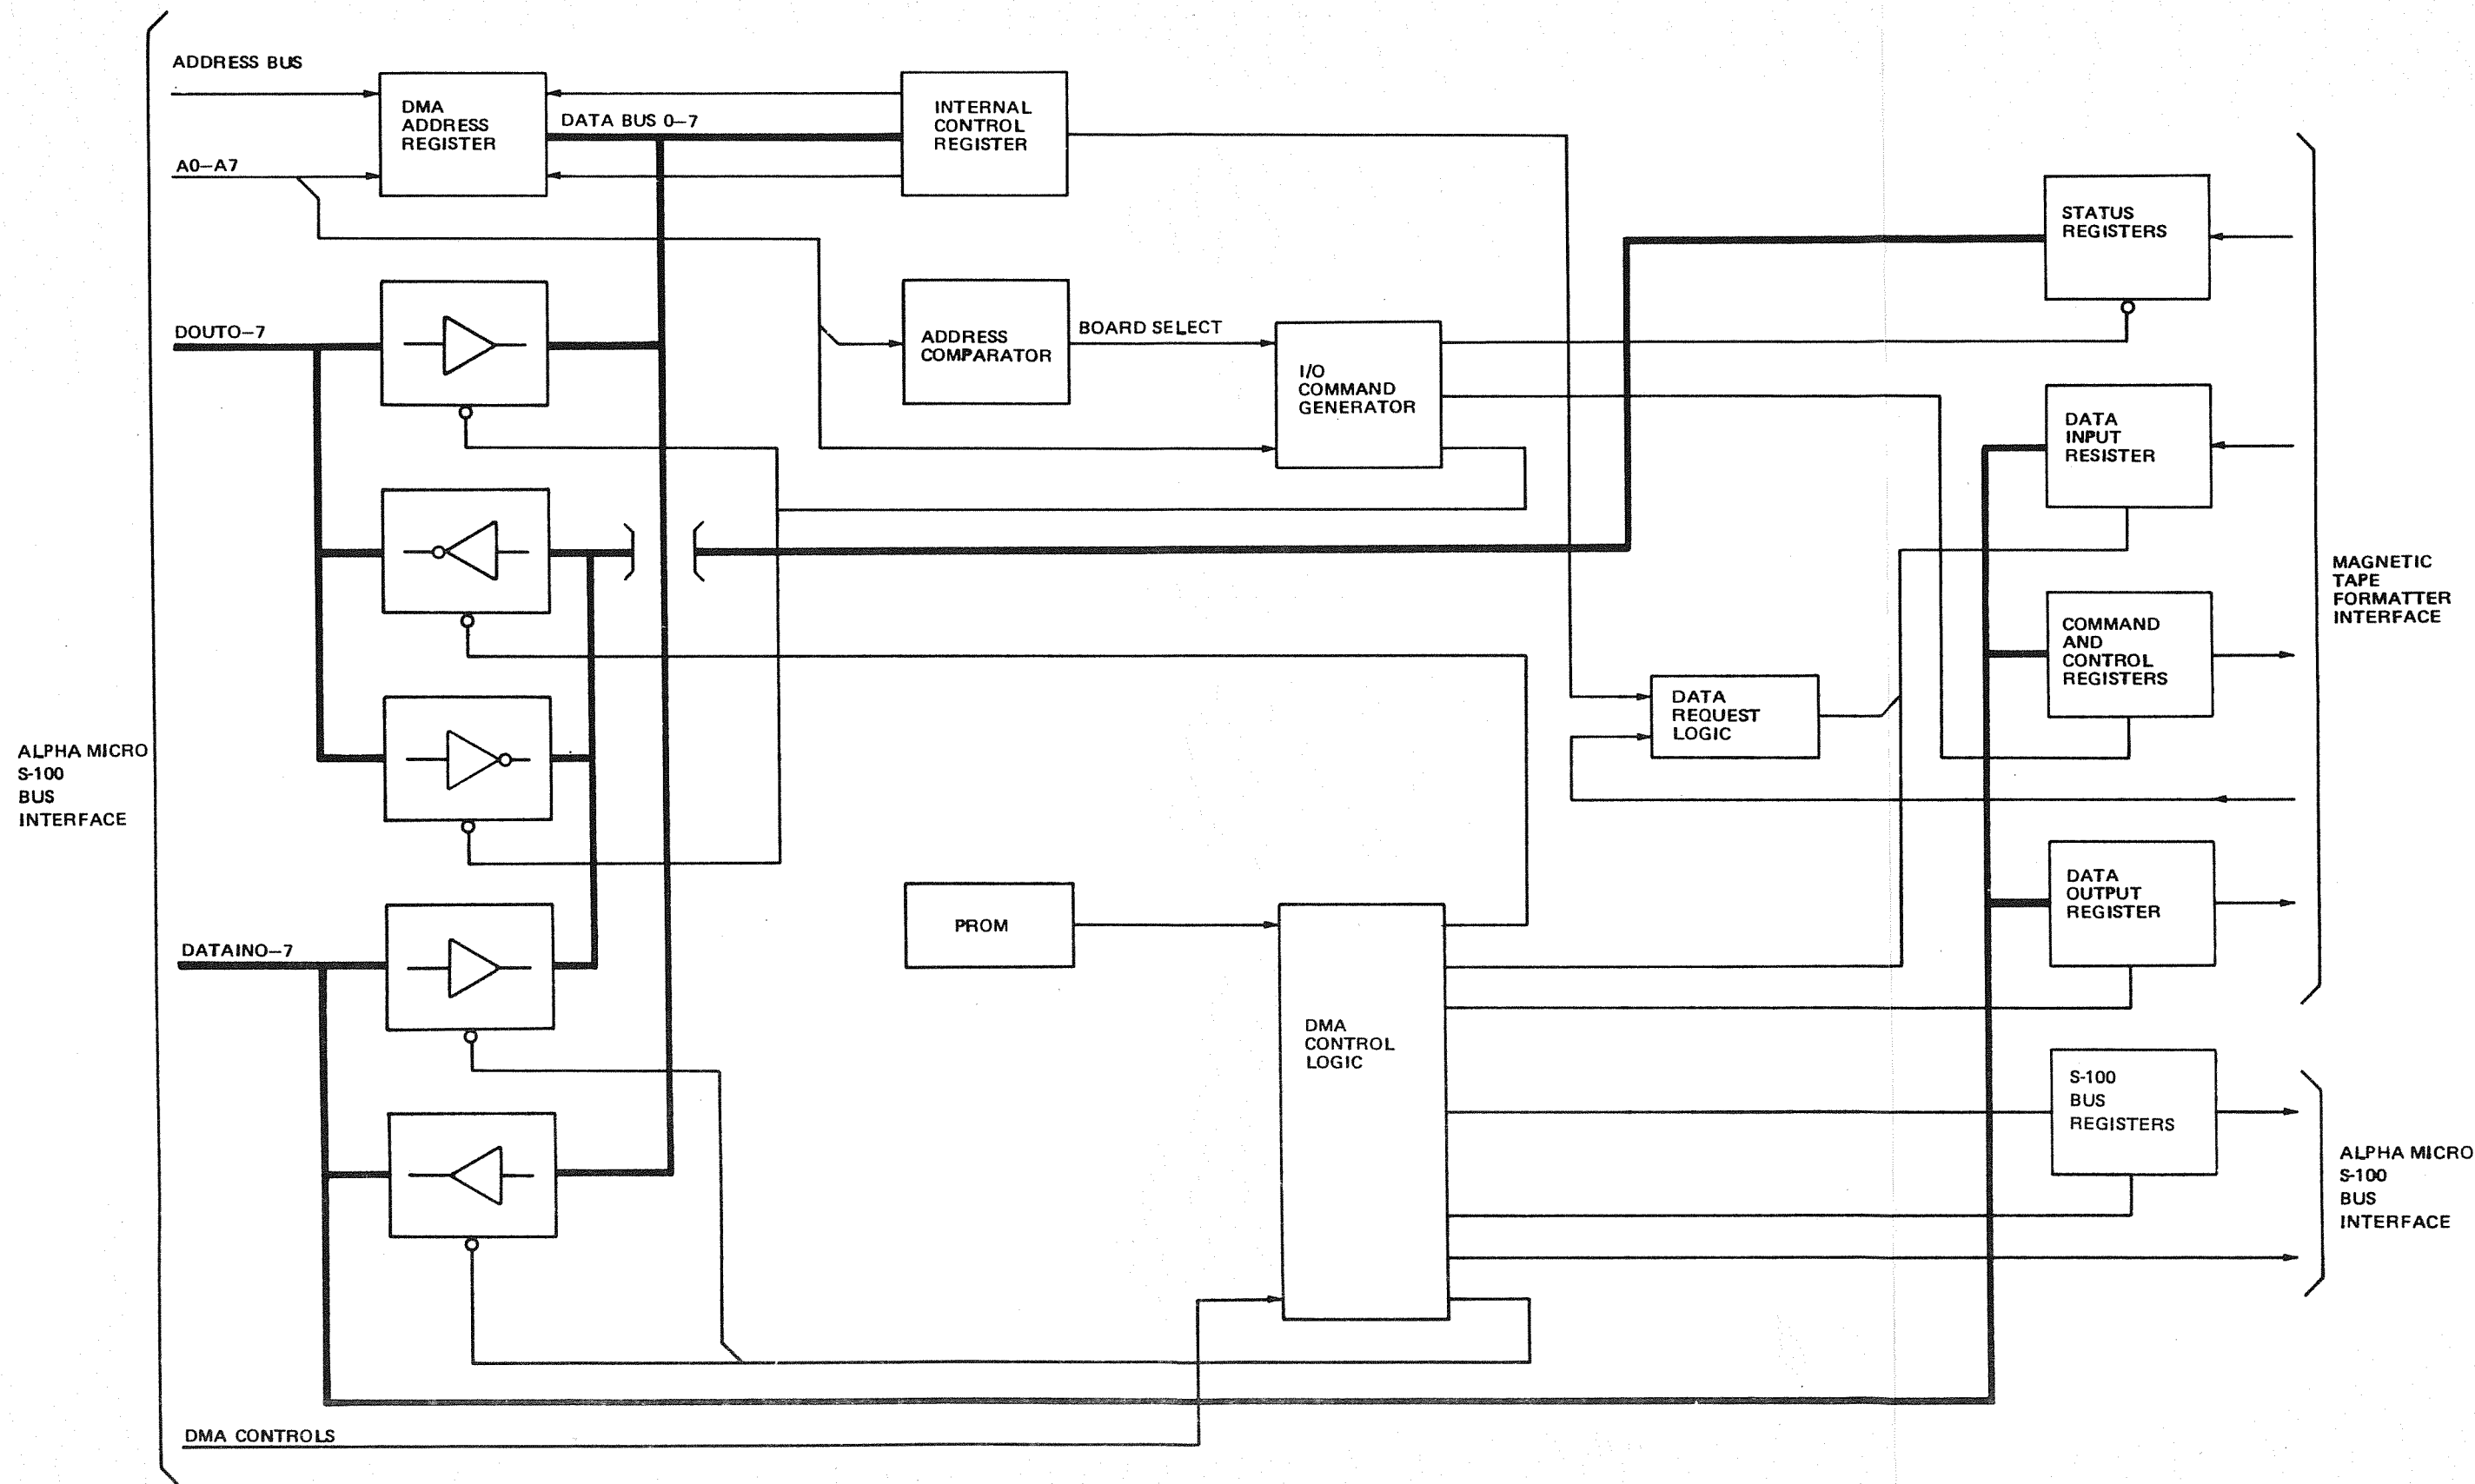 ADDRESS BUS
DMA
ADDRESS
REGISTER
DATA BUS 0–7
INTERNAL
CONTROL
REGISTER
A0–A7
STATUS
REGISTERS
DOUTO–7
ADDRESS
COMPARATOR
BOARD SELECT
I/O
COMMAND
GENERATOR
DATA
INPUT
RESISTER
MAGNETIC
TAPE
FORMATTER
INTERFACE
COMMAND
AND
CONTROL
REGISTERS
DATA
REQUEST
LOGIC
ALPHA MICRO
S-100
BUS
INTERFACE
DATA
OUTPUT
REGISTER
PROM
DATAINO–7
DMA
CONTROL
LOGIC
S-100
BUS
REGISTERS
ALPHA MICRO
S-100
BUS
INTERFACE
DMA CONTROLS